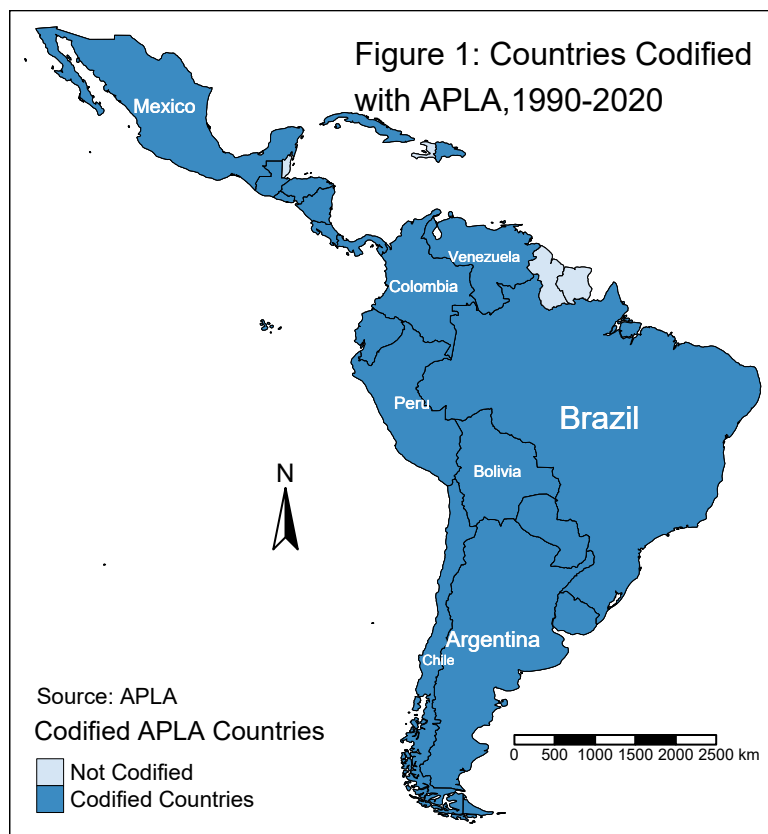 Figure 1: Countries Codified
with APLA,1990-2020
Mexico
Venezuela
Colombia
Peru
Brazil
Bolivia
N
Argentina
Chile
Source: APLA
Codified APLA Countries
Not Codified
Codified Countries
0 500 1000 1500 2000 2500 km